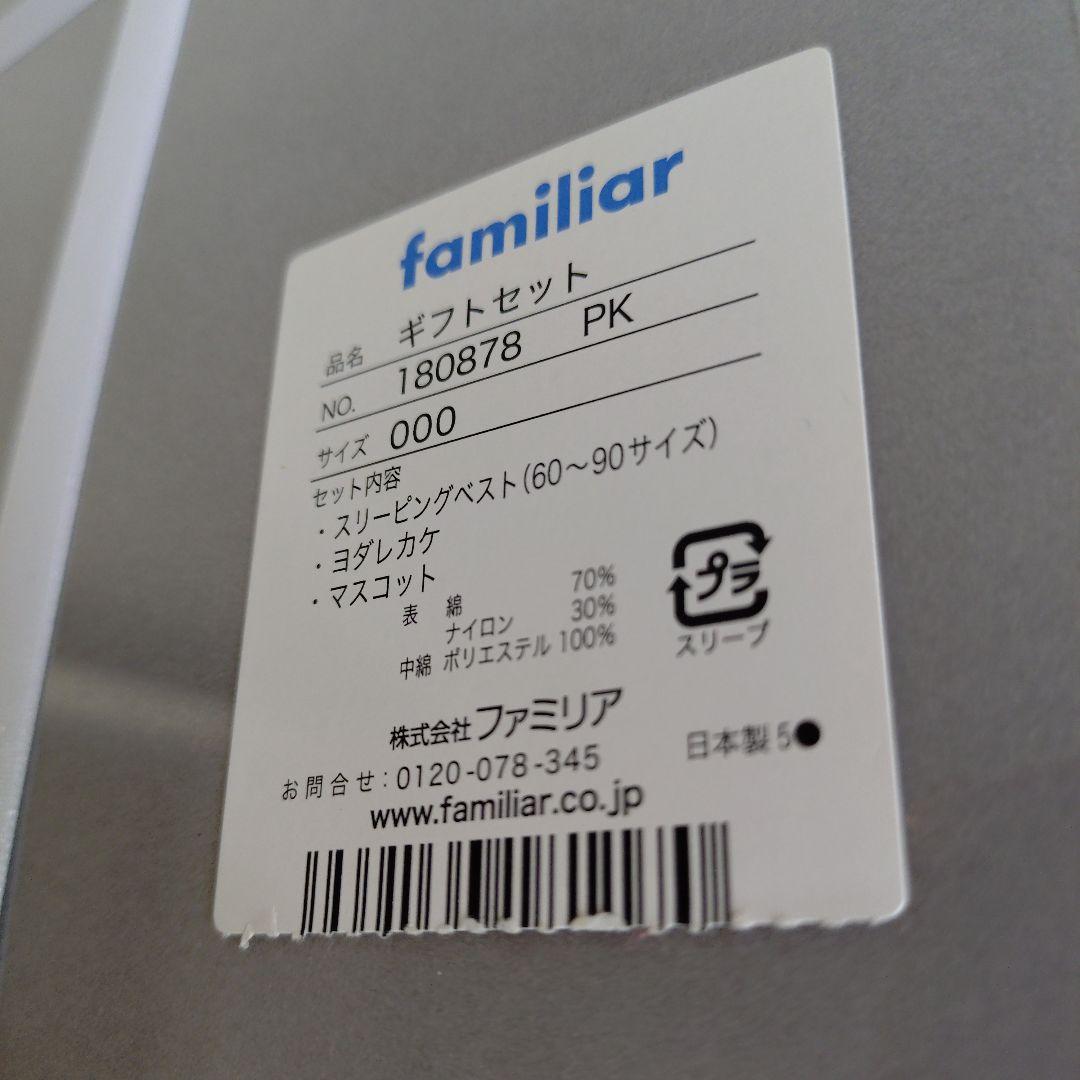 familiar
品名 ギフトセット
NO. 180878 PK
サイズ 000
セット内容
・スリーピングベスト(60～90サイズ)
・ヨダレカケ
・マスコット
表 綿 70%
ナイロン 30%
中綿 ポリエステル 100%
プラ
スリーブ
株式会社ファミリア
日本製 5●
お問合せ:0120-078-345
www.familiar.co.jp